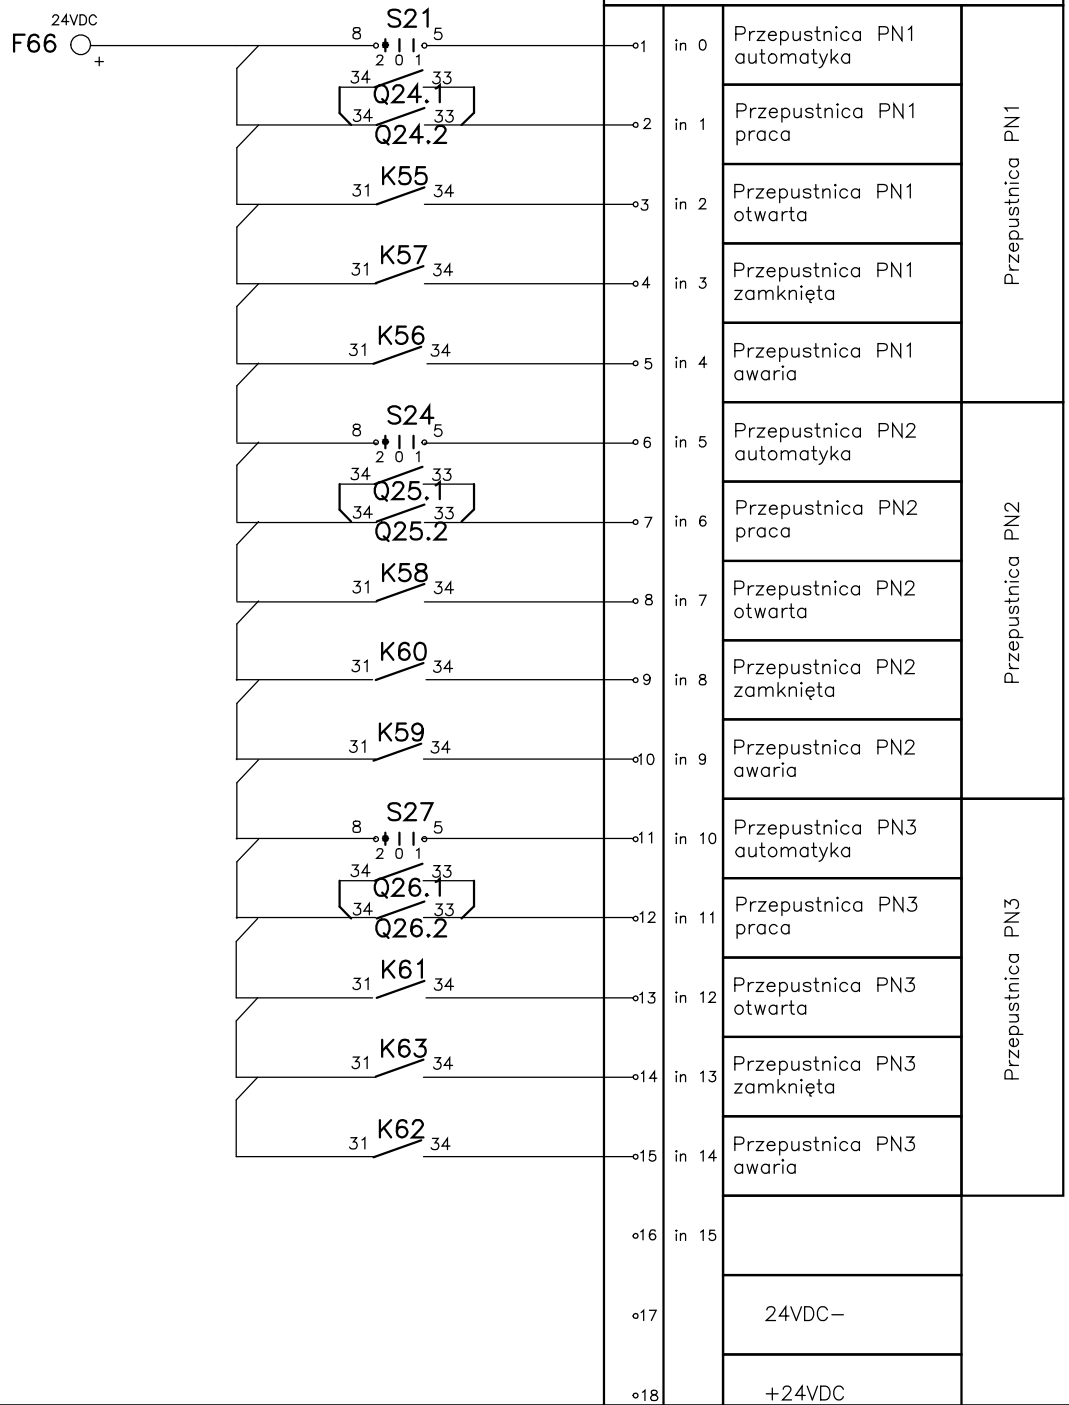 24VDC
F66
+
S21
8 5
2 0 1
1 in 0 Przepustnica PN1
automatyka
34 33
Q24.1
34 33
Q24.2
2 in 1 Przepustnica PN1
praca
K55
31 34
3 in 2 Przepustnica PN1
otwarta
K57
31 34
4 in 3 Przepustnica PN1
zamknięta
K56
31 34
5 in 4 Przepustnica PN1
awaria
Przepustnica PN1
S24
8 5
2 0 1
6 in 5 Przepustnica PN2
automatyka
34 33
Q25.1
34 33
Q25.2
7 in 6 Przepustnica PN2
praca
K58
31 34
8 in 7 Przepustnica PN2
otwarta
K60
31 34
9 in 8 Przepustnica PN2
zamknięta
K59
31 34
10 in 9 Przepustnica PN2
awaria
Przepustnica PN2
S27
8 5
2 0 1
11 in 10 Przepustnica PN3
automatyka
34 33
Q26.1
34 33
Q26.2
12 in 11 Przepustnica PN3
praca
K61
31 34
13 in 12 Przepustnica PN3
otwarta
K63
31 34
14 in 13 Przepustnica PN3
zamknięta
K62
31 34
15 in 14 Przepustnica PN3
awaria
Przepustnica PN3
16 in 15
17 24VDC−
18 +24VDC